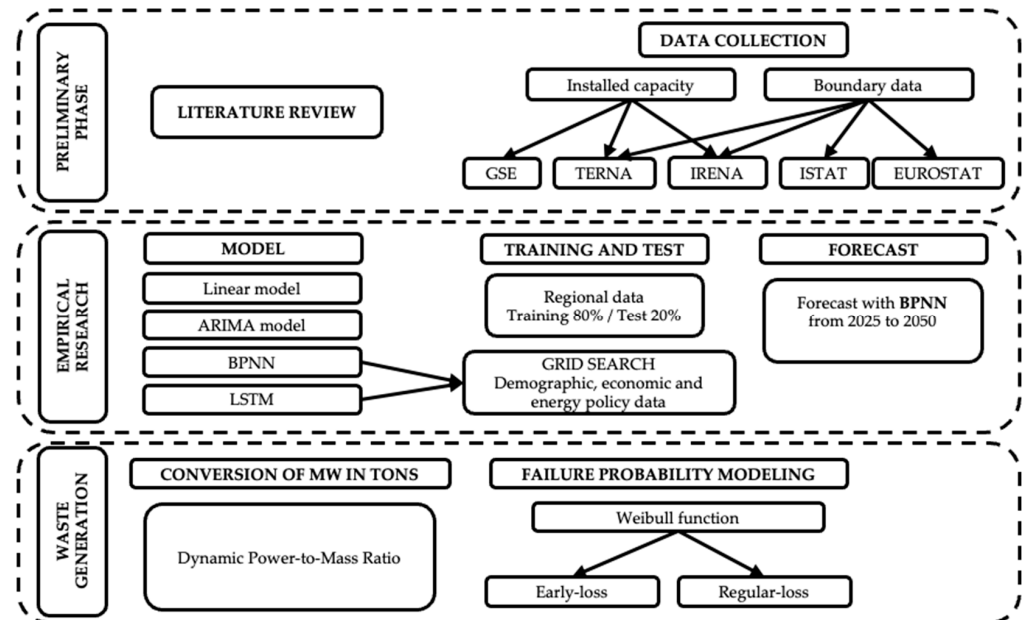 PRELIMINARY
PHASE
LITERATURE REVIEW
DATA COLLECTION
Installed capacity
Boundary data
GSE
TERNA
IRENA
ISTAT
EUROSTAT
EMPIRICAL
RESEARCH
MODEL
Linear model
ARIMA model
BPNN
LSTM
TRAINING AND TEST
Regional data
Training 80% / Test 20%
GRID SEARCH
Demographic, economic and
energy policy data
FORECAST
Forecast with BPNN
from 2025 to 2050
WASTE
GENERATION
CONVERSION OF MW IN TONS
Dynamic Power-to-Mass Ratio
FAILURE PROBABILITY MODELING
Weibull function
Early-loss
Regular-loss